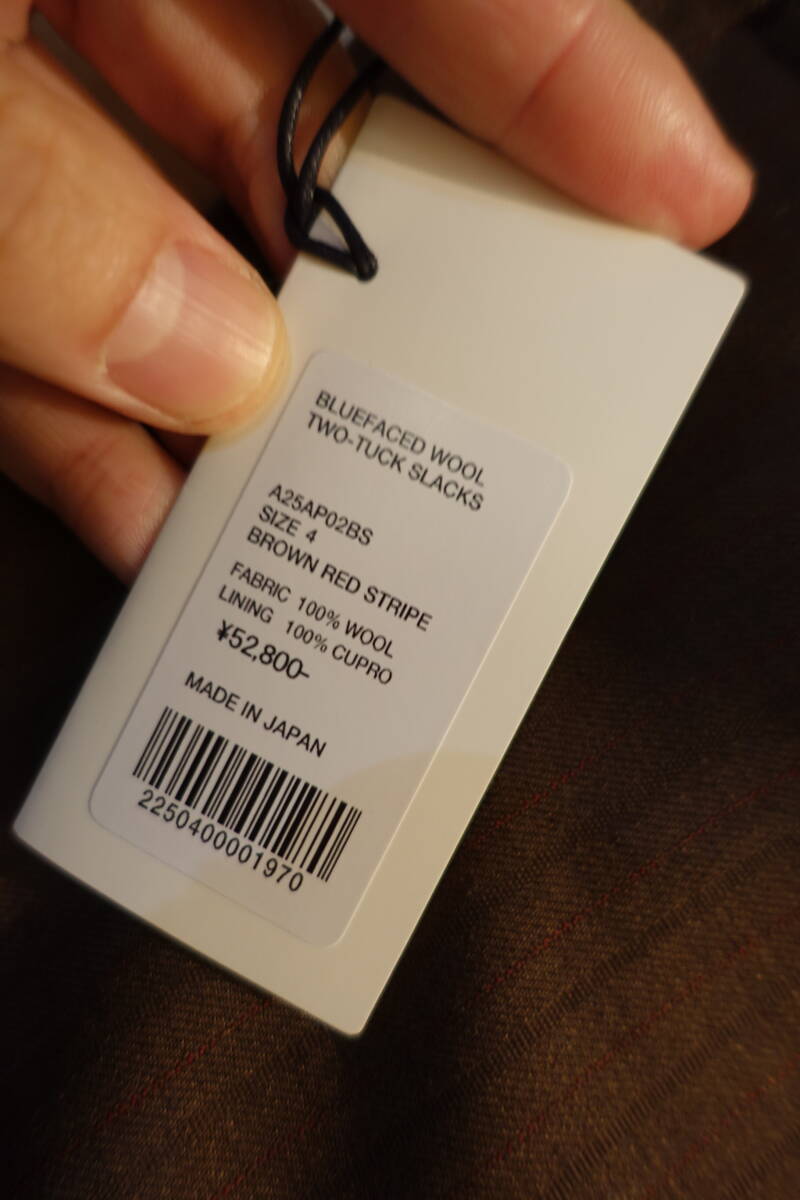 BLUEFACED WOOL
TWO-TUCK SLACKS
A25AP02BS
SIZE 4
BROWN RED STRIPE
FABRIC 100% WOOL
LINING 100% CUPRO
¥52,800-
MADE IN JAPAN
2250400001970